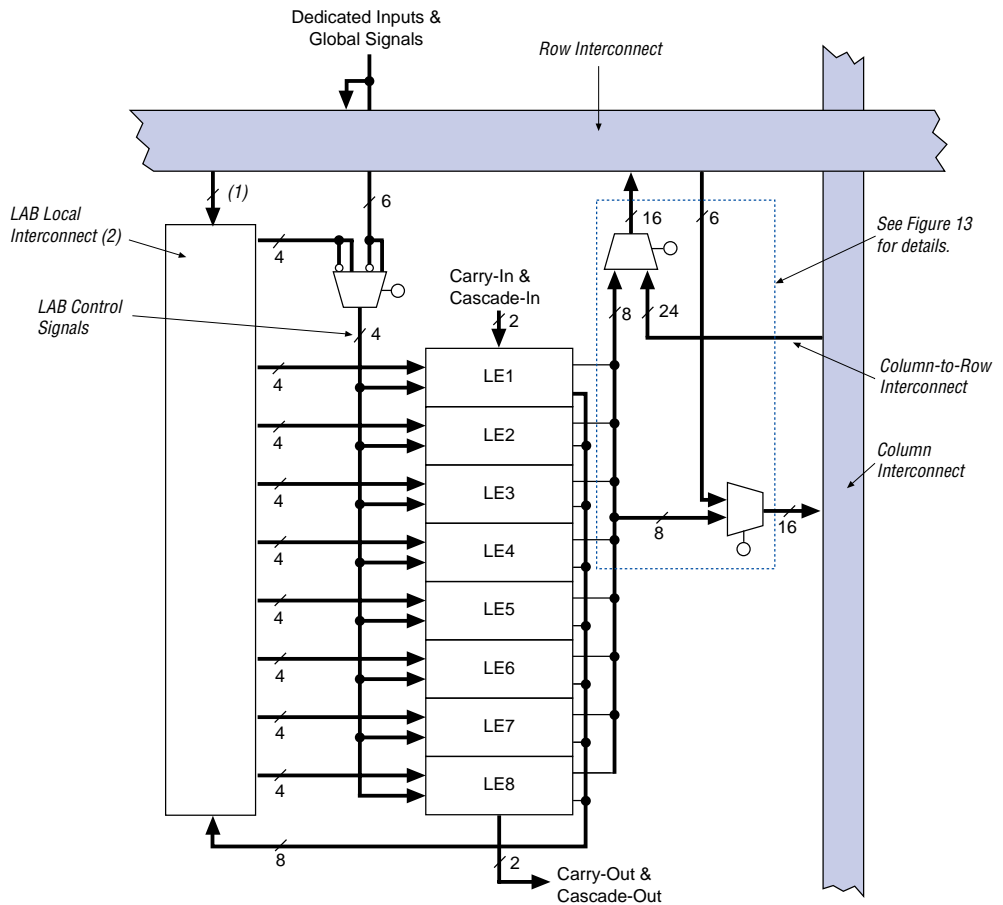 Dedicated Inputs &
Global Signals
Row Interconnect
(1)
6
16
6
LAB Local
Interconnect (2)
See Figure 13
for details.
4
Carry-In &
Cascade-In
LAB Control
Signals
4
2
8
24
Column-to-Row
Interconnect
4
LE1
4
LE2
Column
Interconnect
4
LE3
8
16
4
LE4
4
LE5
4
LE6
4
LE7
4
LE8
8
2
Carry-Out &
Cascade-Out